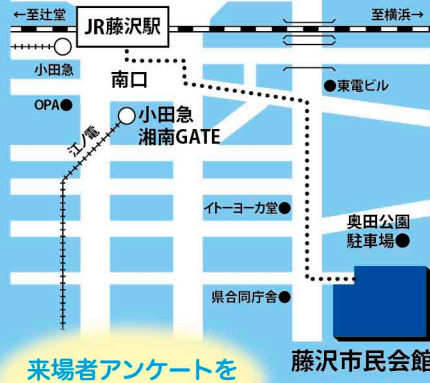 ←至辻堂
至横浜→
JR藤沢駅
小田急
南口
東電ビル
OPA
小田急
湘南GATE
江ノ電
イトーヨーカ堂
奥田公園
駐車場
県合同庁舎
藤沢市民会館
来場者アンケートを